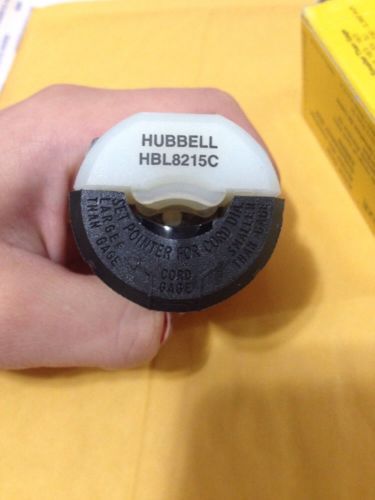 HUBBELL
HBL8215C
SET POINTER FOR CORD DIA.
LARGER
THAN GAGE
CORD
GAGE
SMALLER
THAN GAGE